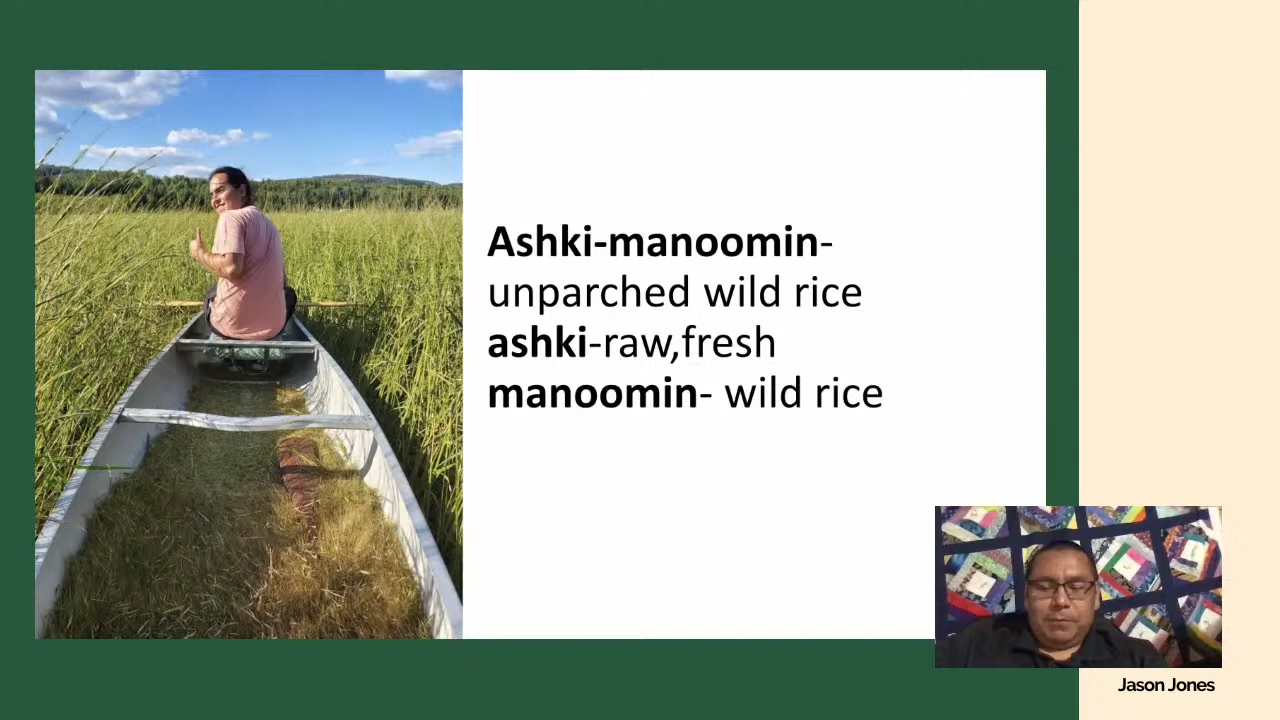 Ashki-manoomin-
unparched wild rice
ashki-raw,fresh
manoomin- wild rice
Jason Jones